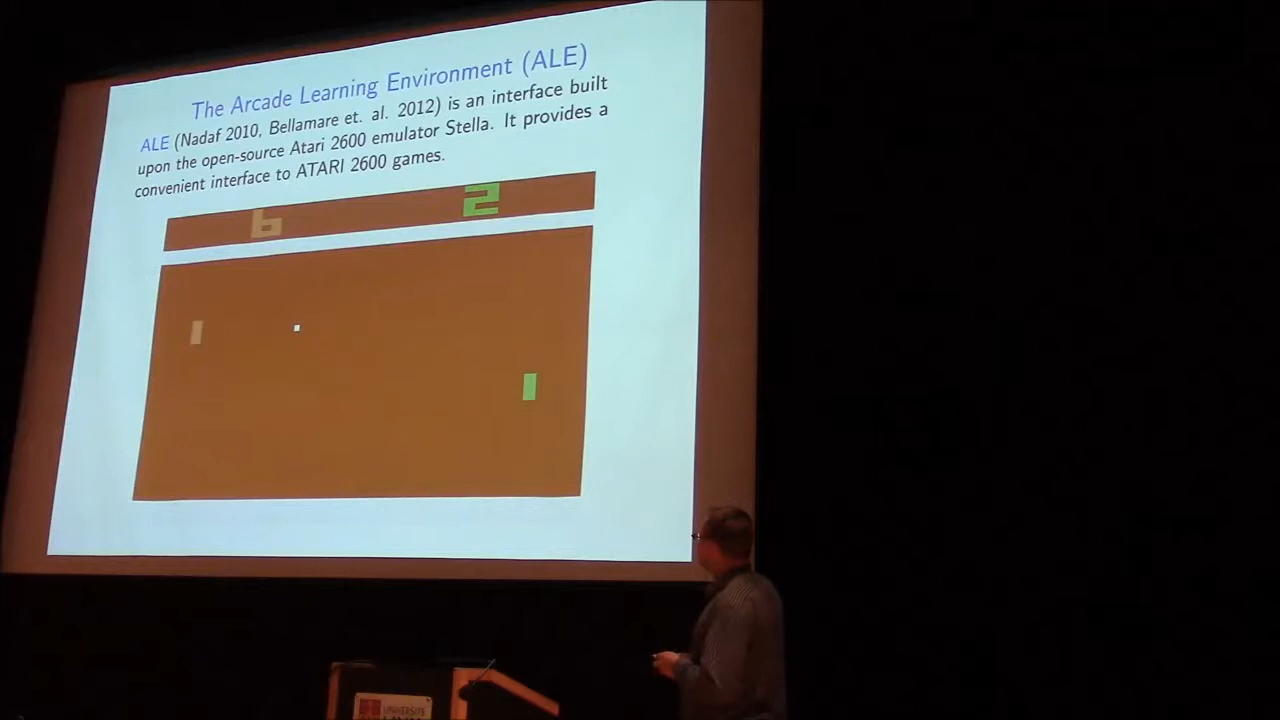 The Arcade Learning Environment (ALE)
ALE (Nadaf 2010, Bellamare et. al. 2012) is an interface built
upon the open-source Atari 2600 emulator Stella. It provides a
convenient interface to ATARI 2600 games.
6 2
UNIVERSITÉ